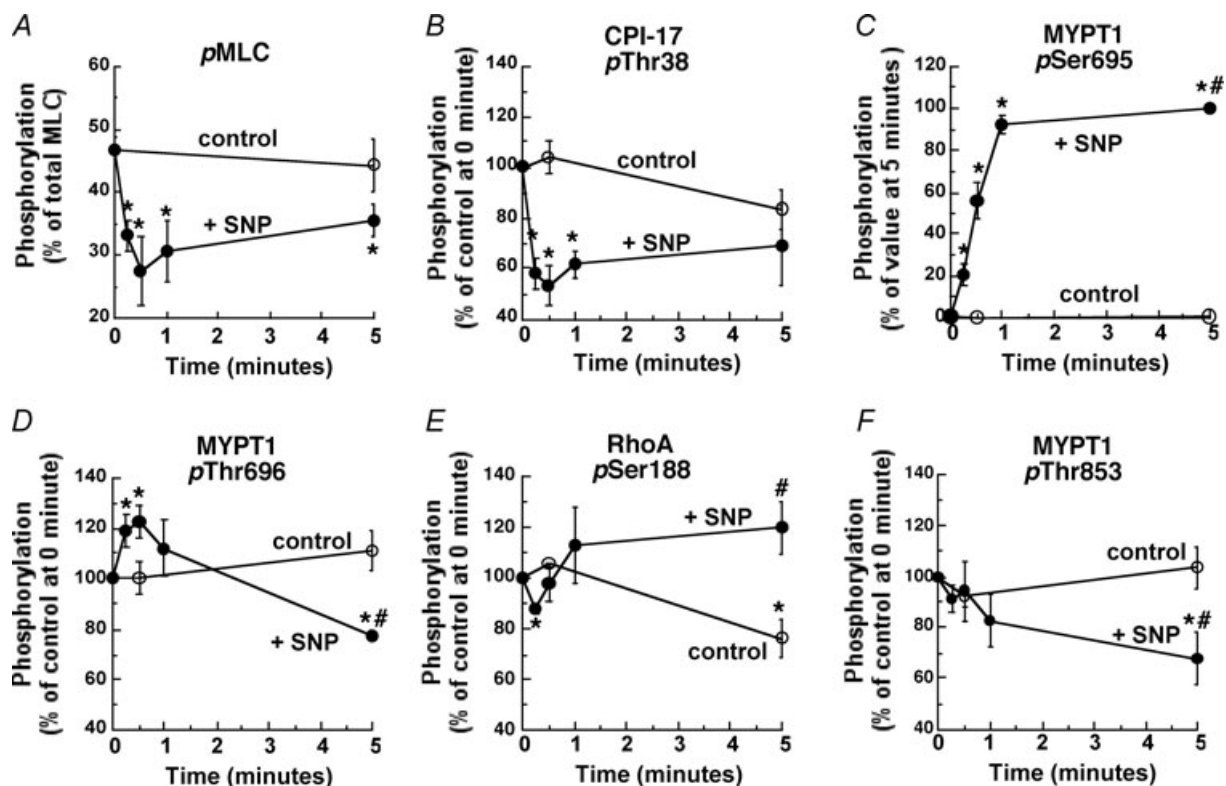 A
pMLC
Phosphorylation
(% of total MLC)
60
50
40
30
20
control
*
*
*
+ SNP
*
0 1 2 3 4 5
Time (minutes)
B
CPI-17
pThr38
Phosphorylation
(% of control at 0 minute)
140
120
100
80
60
40
control
*
*
*
+ SNP
0 1 2 3 4 5
Time (minutes)
C
MYPT1
pSer695
Phosphorylation
(% of value at 5 minutes)
120
100
80
60
40
20
0
*
*
*
*#
+ SNP
control
0 1 2 3 4 5
Time (minutes)
D
MYPT1
pThr696
Phosphorylation
(% of control at 0 minute)
140
120
100
80
60
40
*
*
control
*#
+ SNP
0 1 2 3 4 5
Time (minutes)
E
RhoA
pSer188
Phosphorylation
(% of control at 0 minute)
140
120
100
80
60
40
#
+ SNP
*
*
control
0 1 2 3 4 5
Time (minutes)
F
MYPT1
pThr853
Phosphorylation
(% of control at 0 minute)
140
120
100
80
60
40
control
*#
+ SNP
0 1 2 3 4 5
Time (minutes)